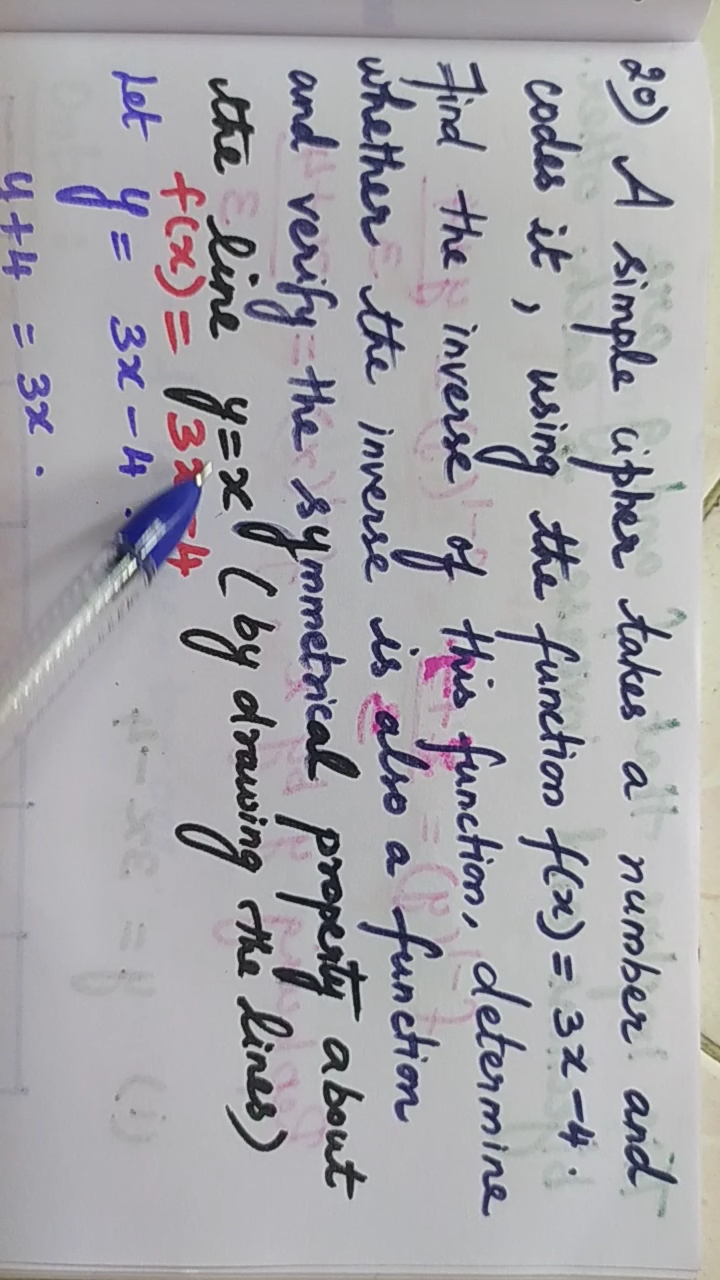 20) A simple cipher takes a number and
codes it, using the function f(x) = 3x-4.
Find the inverse of this function, determine
whether the inverse is also a function
and verify the symmetrical property about
the line y=x (by drawing the lines)
f(x) = 3x-4
Let y = 3x-4.
y+4 = 3x.